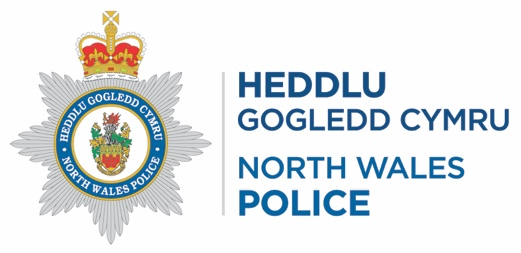 HEDDLU GOGLEDD CYMRU
NORTH WALES POLICE
HEDDLU
GOGLEDD CYMRU
NORTH WALES
POLICE